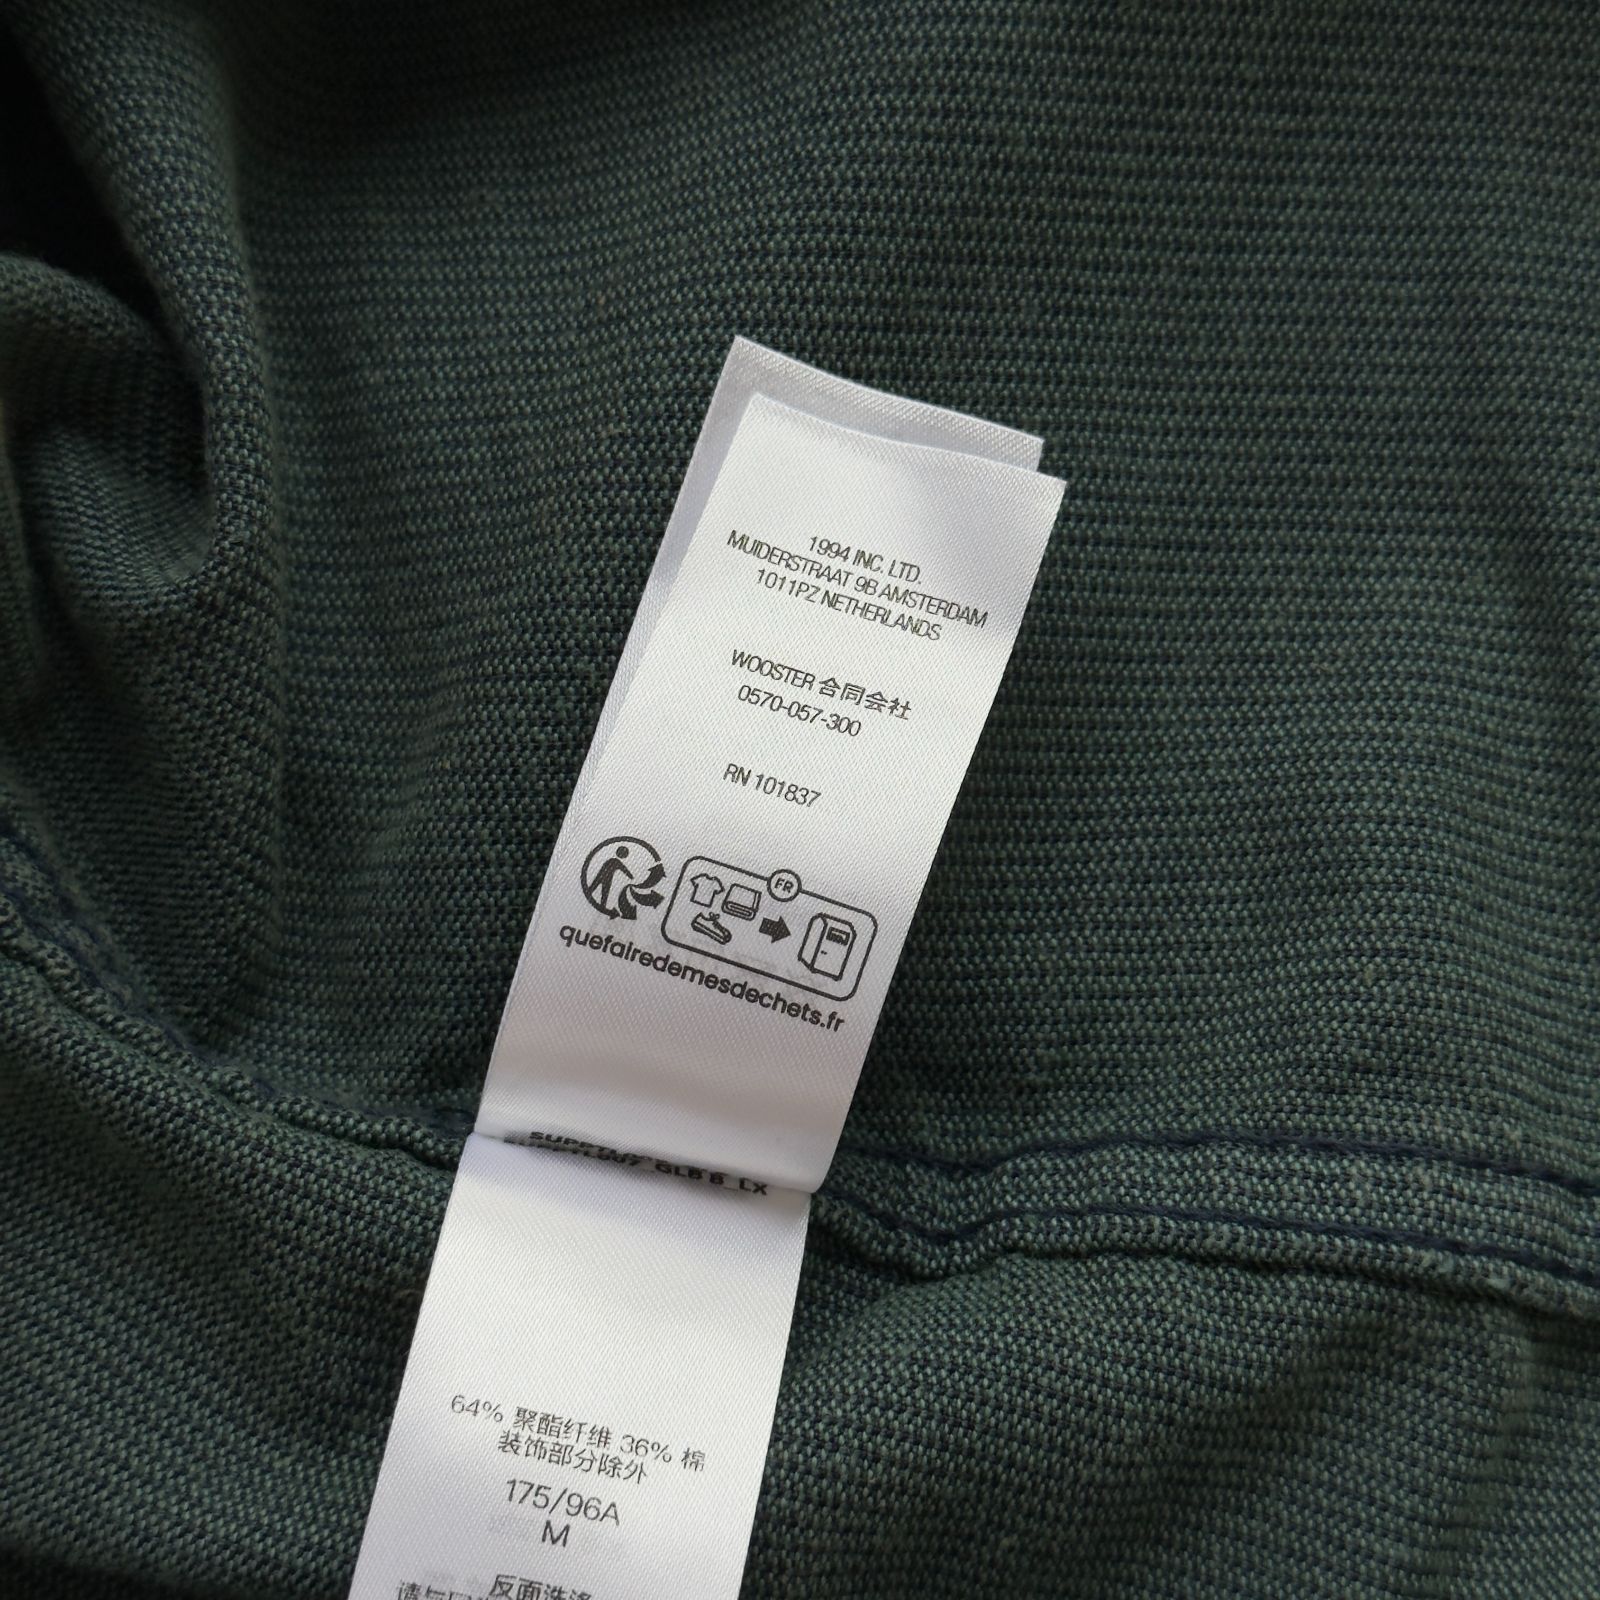 1994 INC. LTD.
MUIDERSTRAAT 9B AMSTERDAM
1011PZ NETHERLANDS
WOOSTER 合同会社
0570-057-300
RN 101837
FR
quefairedemesdechets.fr
GLB B_LX
64% 聚酯纤维 36% 棉
装饰部分除外
175/96A
M
反面洗涤